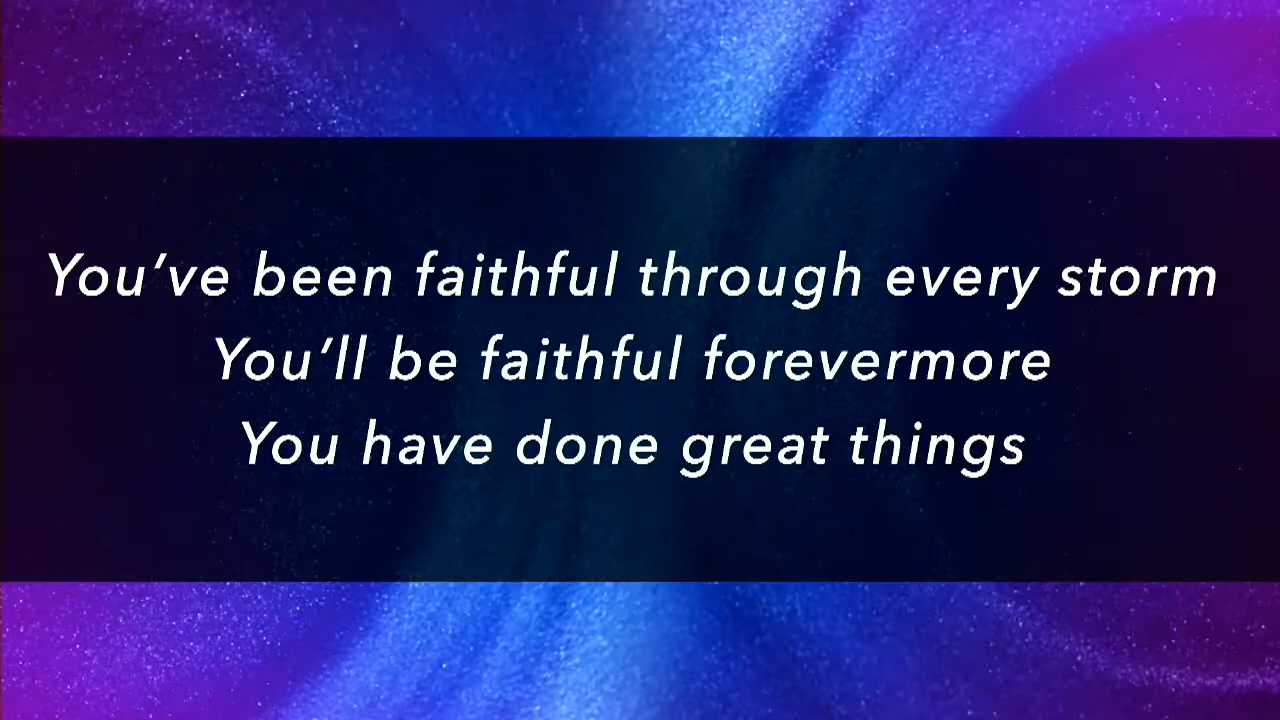 You’ve been faithful through every storm
You’ll be faithful forevermore
You have done great things